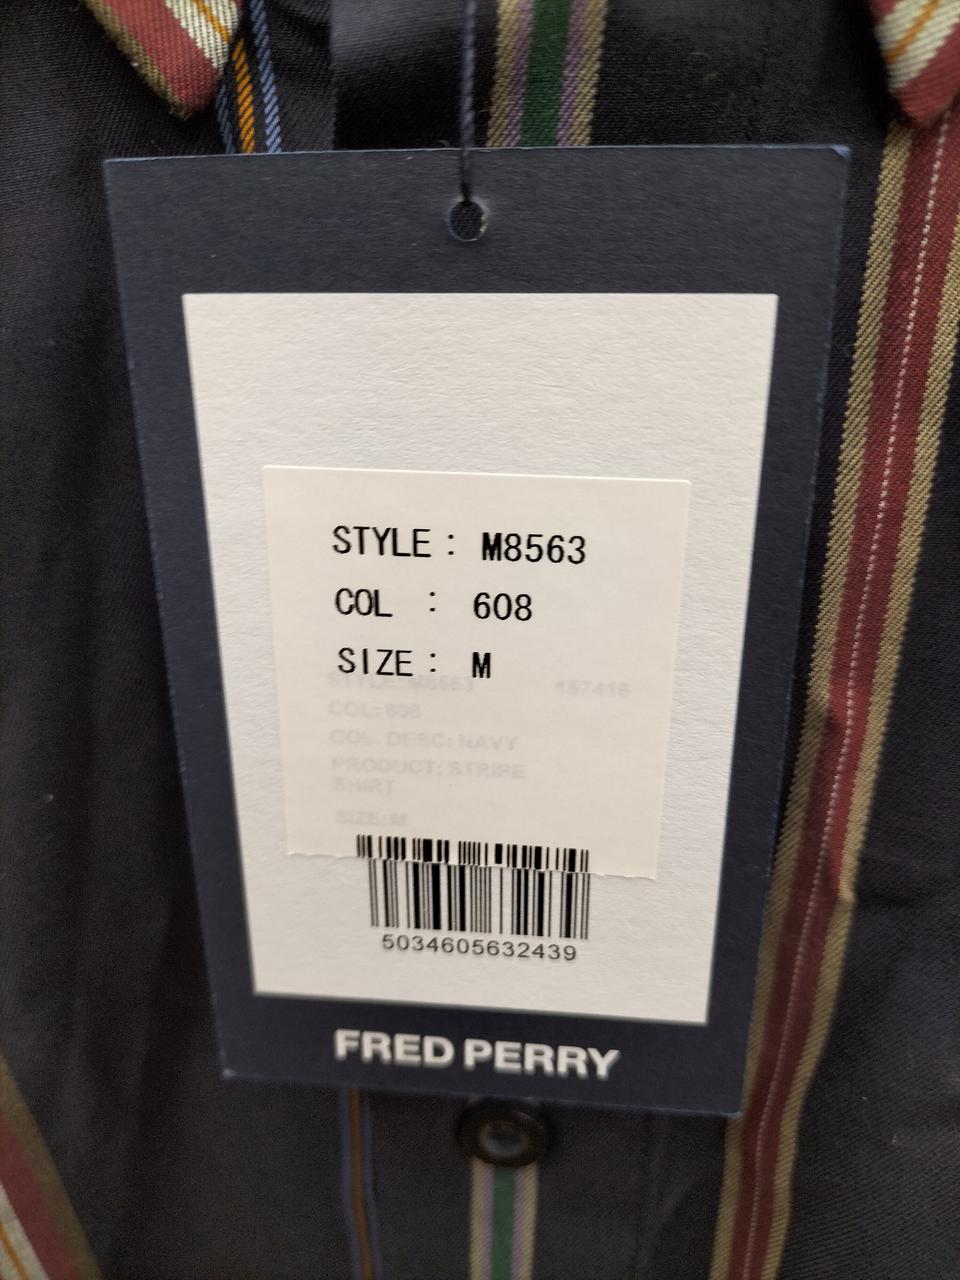 STYLE : M8563
COL : 608
SIZE : M
STYLE: M8563 157416
COL: 608
COL. DESC: NAVY
PRODUCT: STRIPE
SHIRT
SIZE: M
5034605632439
FRED PERRY